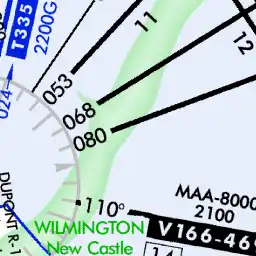 T335
2200G
024
11
12
053
068
080
110°
MAA-8000
2100
V166-46
WILMINGTON
New Castle
DUPONT R-1
14